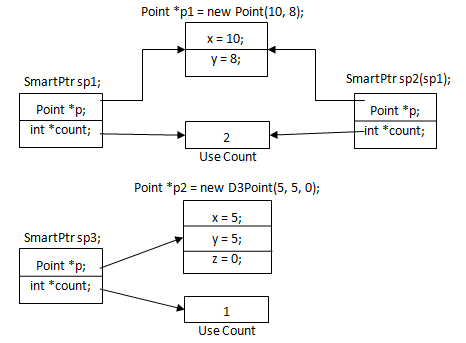 Point *p1 = new Point(10, 8);
x = 10;
y = 8;
SmartPtr sp1;
Point *p;
int *count;
SmartPtr sp2(sp1);
Point *p;
int *count;
2
Use Count
Point *p2 = new D3Point(5, 5, 0);
x = 5;
y = 5;
z = 0;
SmartPtr sp3;
Point *p;
int *count;
1
Use Count